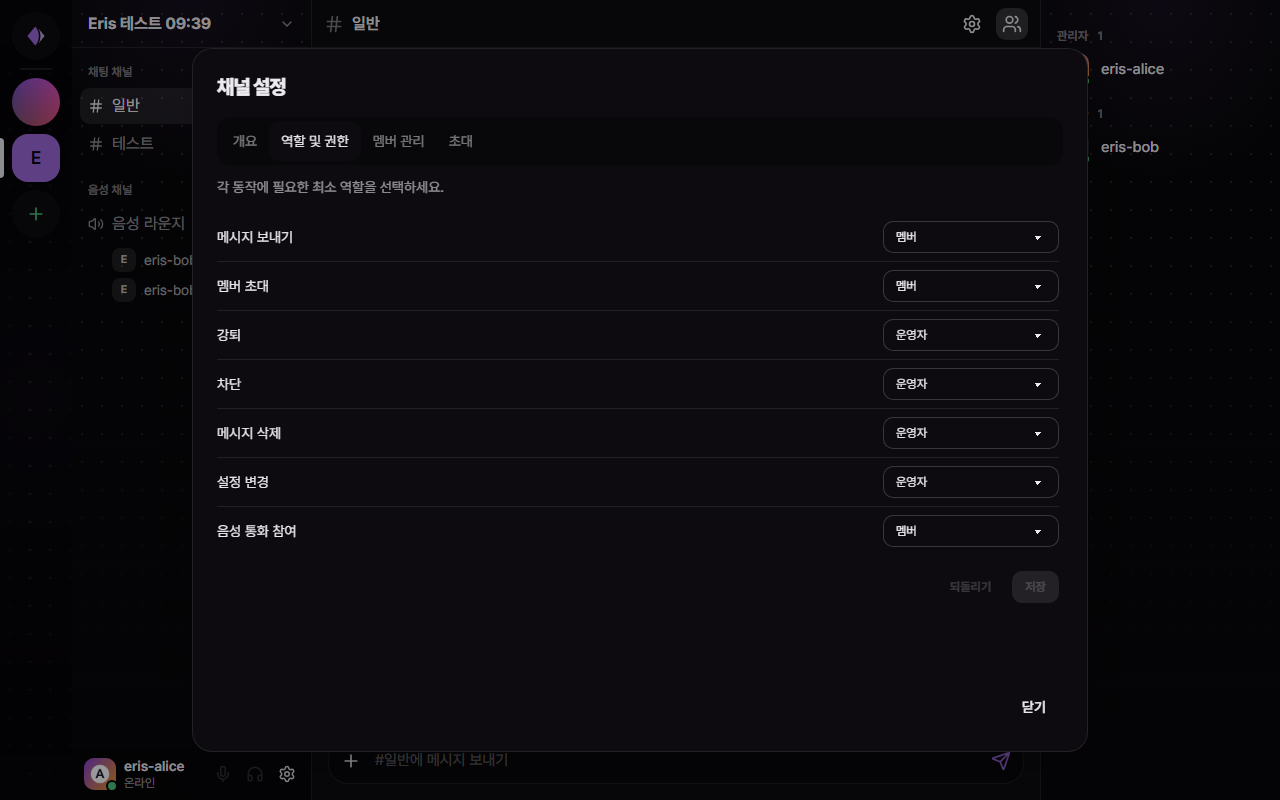 Eris 테스트 09:39
# 일반
관리자 1
채팅 채널
# 일반
# 테스트
음성 채널
음성 라운지
E eris-bob
E eris-bob
E
+
채널 설정
개요 역할 및 권한 멤버 관리 초대
각 동작에 필요한 최소 역할을 선택하세요.
메시지 보내기 멤버
멤버 초대 멤버
강퇴 운영자
차단 운영자
메시지 삭제 운영자
설정 변경 운영자
음성 통화 참여 멤버
되돌리기 저장
닫기
eris-alice
1
eris-bob
A eris-alice
온라인
+ #일반에 메시지 보내기